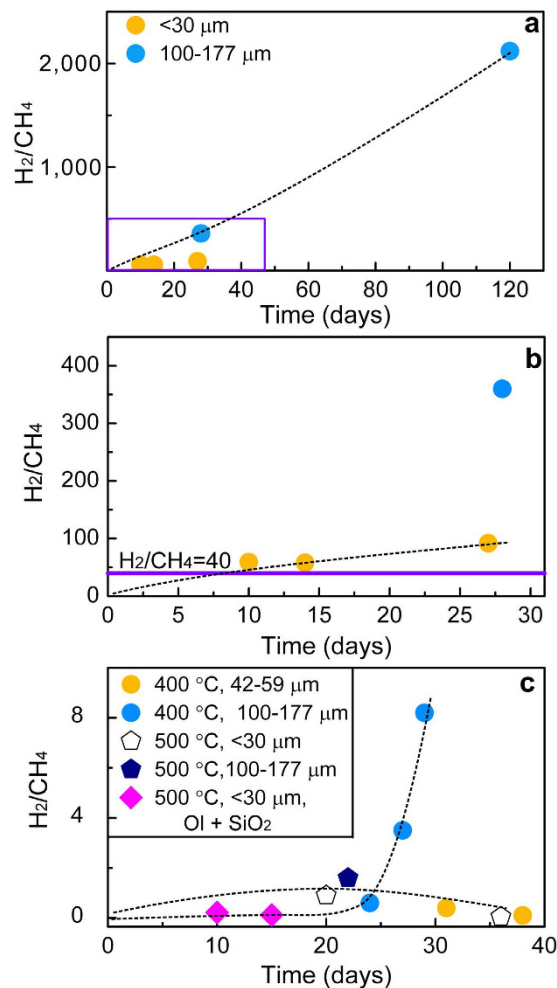 a
<30 μm
100-177 μm
2,000
1,000
H₂/CH₄
0 20 40 60 80 100 120
Time (days)
b
400
300
200
100
0
H₂/CH₄
H₂/CH₄=40
0 5 10 15 20 25 30
Time (days)
c
400 °C, 42-59 μm
400 °C, 100-177 μm
500 °C, <30 μm
500 °C,100-177 μm
500 °C, <30 μm,
Ol + SiO₂
8
4
0
H₂/CH₄
0 10 20 30 40
Time (days)